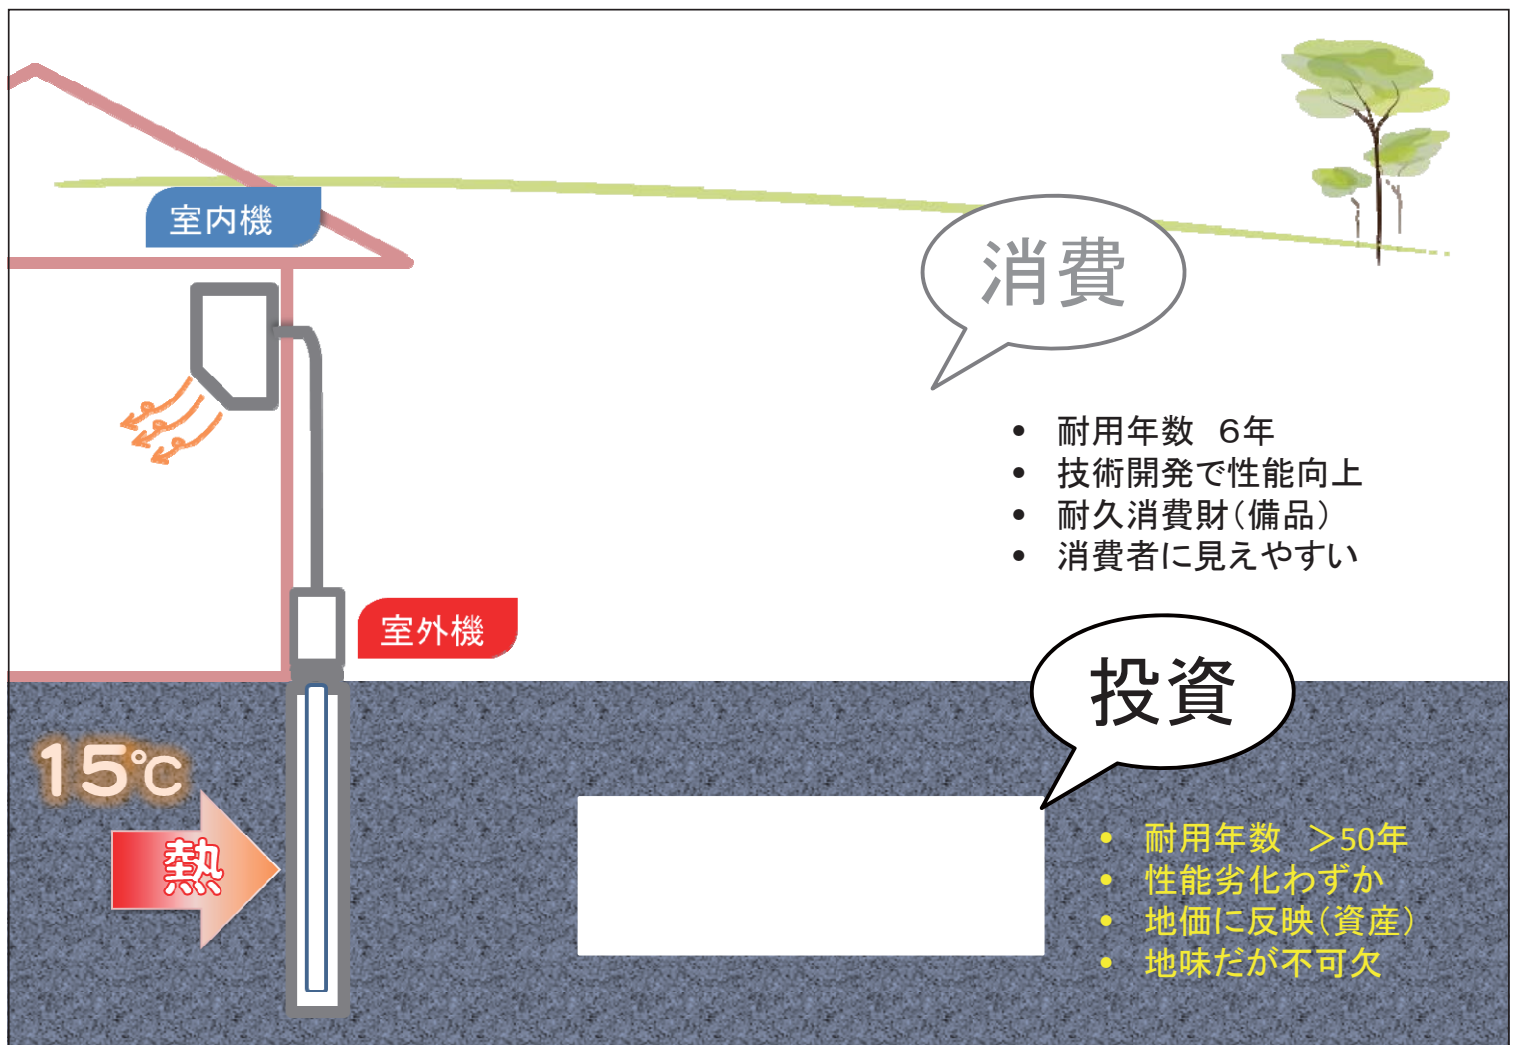 室内機
消費
• 耐用年数　6年
• 技術開発で性能向上
• 耐久消費財（備品）
• 消費者に見えやすい
室外機
投資
15℃
熱
• 耐用年数　＞50年
• 性能劣化わずか
• 地価に反映（資産）
• 地味だが不可欠